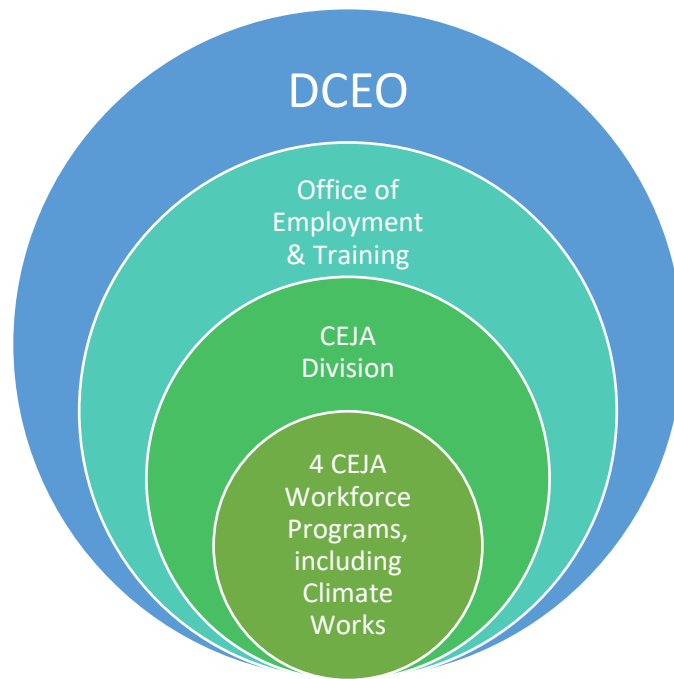 DCEO
Office of
Employment
& Training
CEJA
Division
4 CEJA
Workforce
Programs,
including
Climate
Works